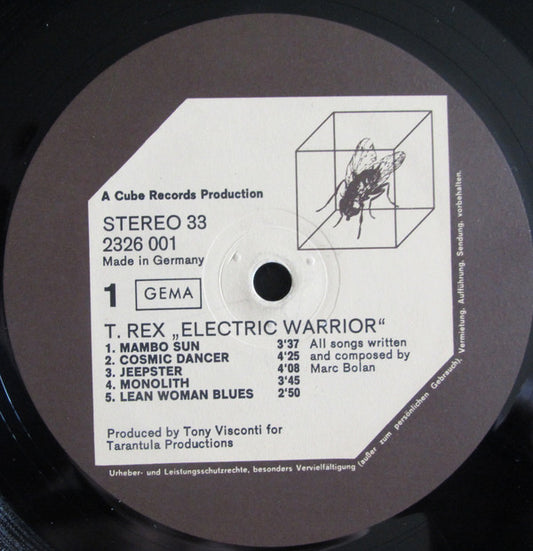 A Cube Records Production
STEREO 33
2326 001
Made in Germany
1 GEMA
T. REX „ELECTRIC WARRIOR“
1. MAMBO SUN 3'37
2. COSMIC DANCER 4'25
3. JEEPSTER 4'08
4. MONOLITH 3'45
5. LEAN WOMAN BLUES 2'50
All songs written
and composed by
Marc Bolan
Produced by Tony Visconti for
Tarantula Productions
Urheber- und Leistungsschutzrechte, besonders Vervielfältigung (außer zum persönlichen Gebrauch), Vermietung, Aufführung, Sendung, vorbehalten.